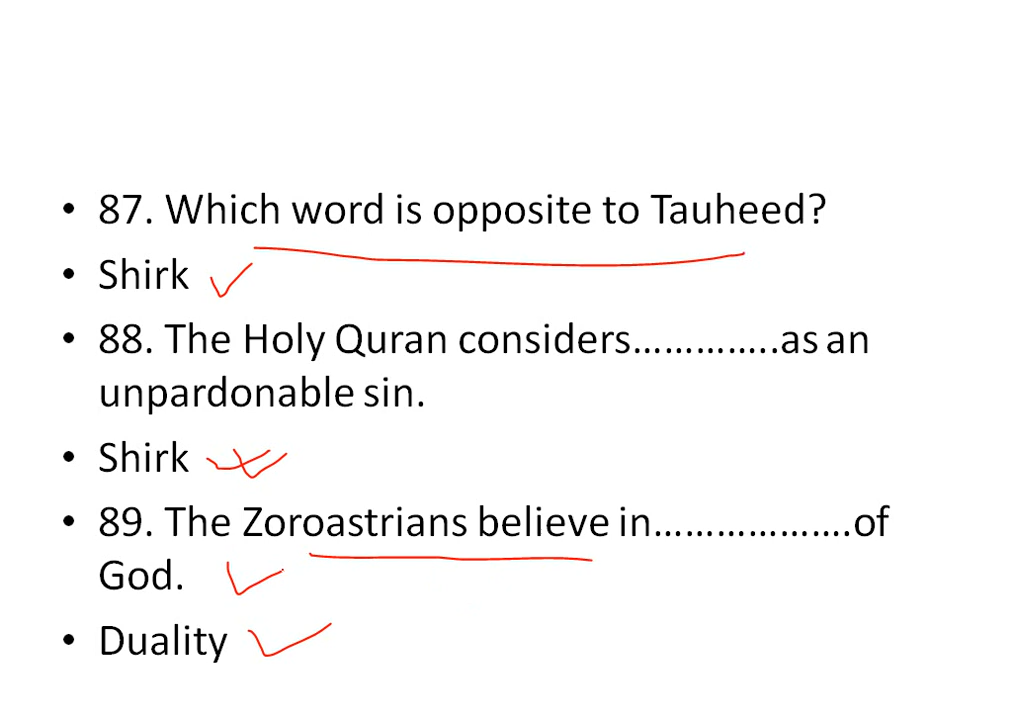 • 87. Which word is opposite to Tauheed?
• Shirk
• 88. The Holy Quran considers…………..as an
unpardonable sin.
• Shirk
• 89. The Zoroastrians believe in……………….of
God.
• Duality